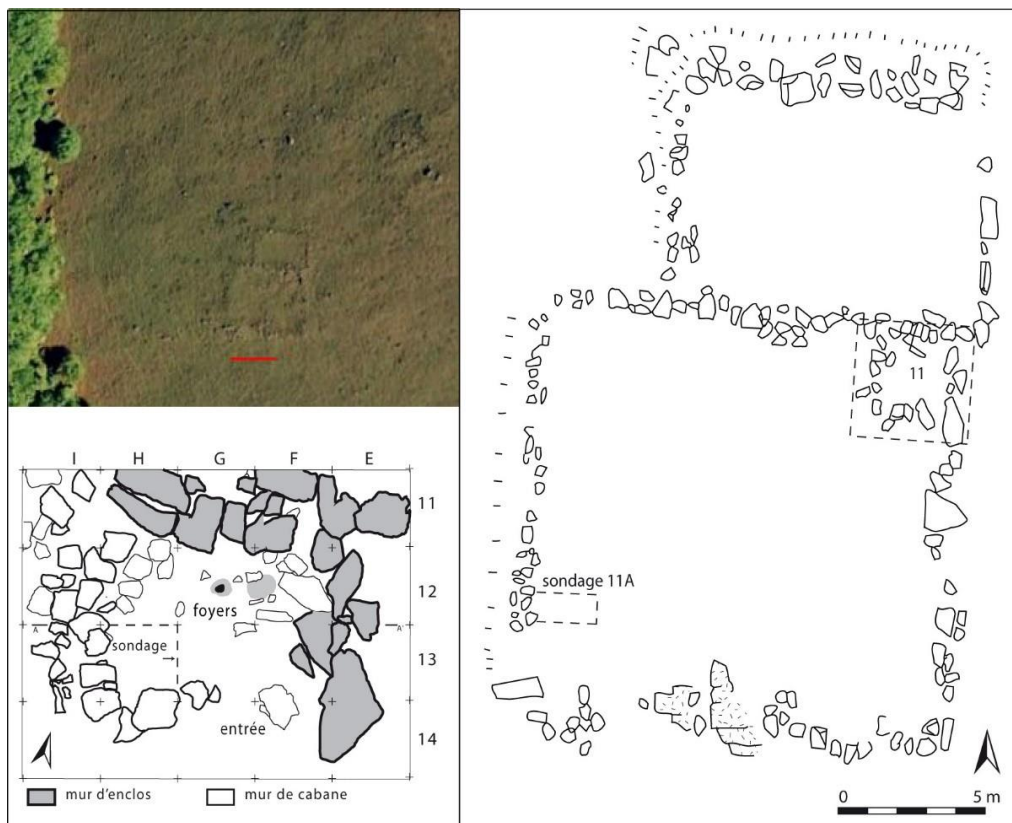 I H G F E
11
12
foyers
A A'
sondage
13
entrée
14
mur d'enclos mur de cabane
11
sondage 11A
0 5 m